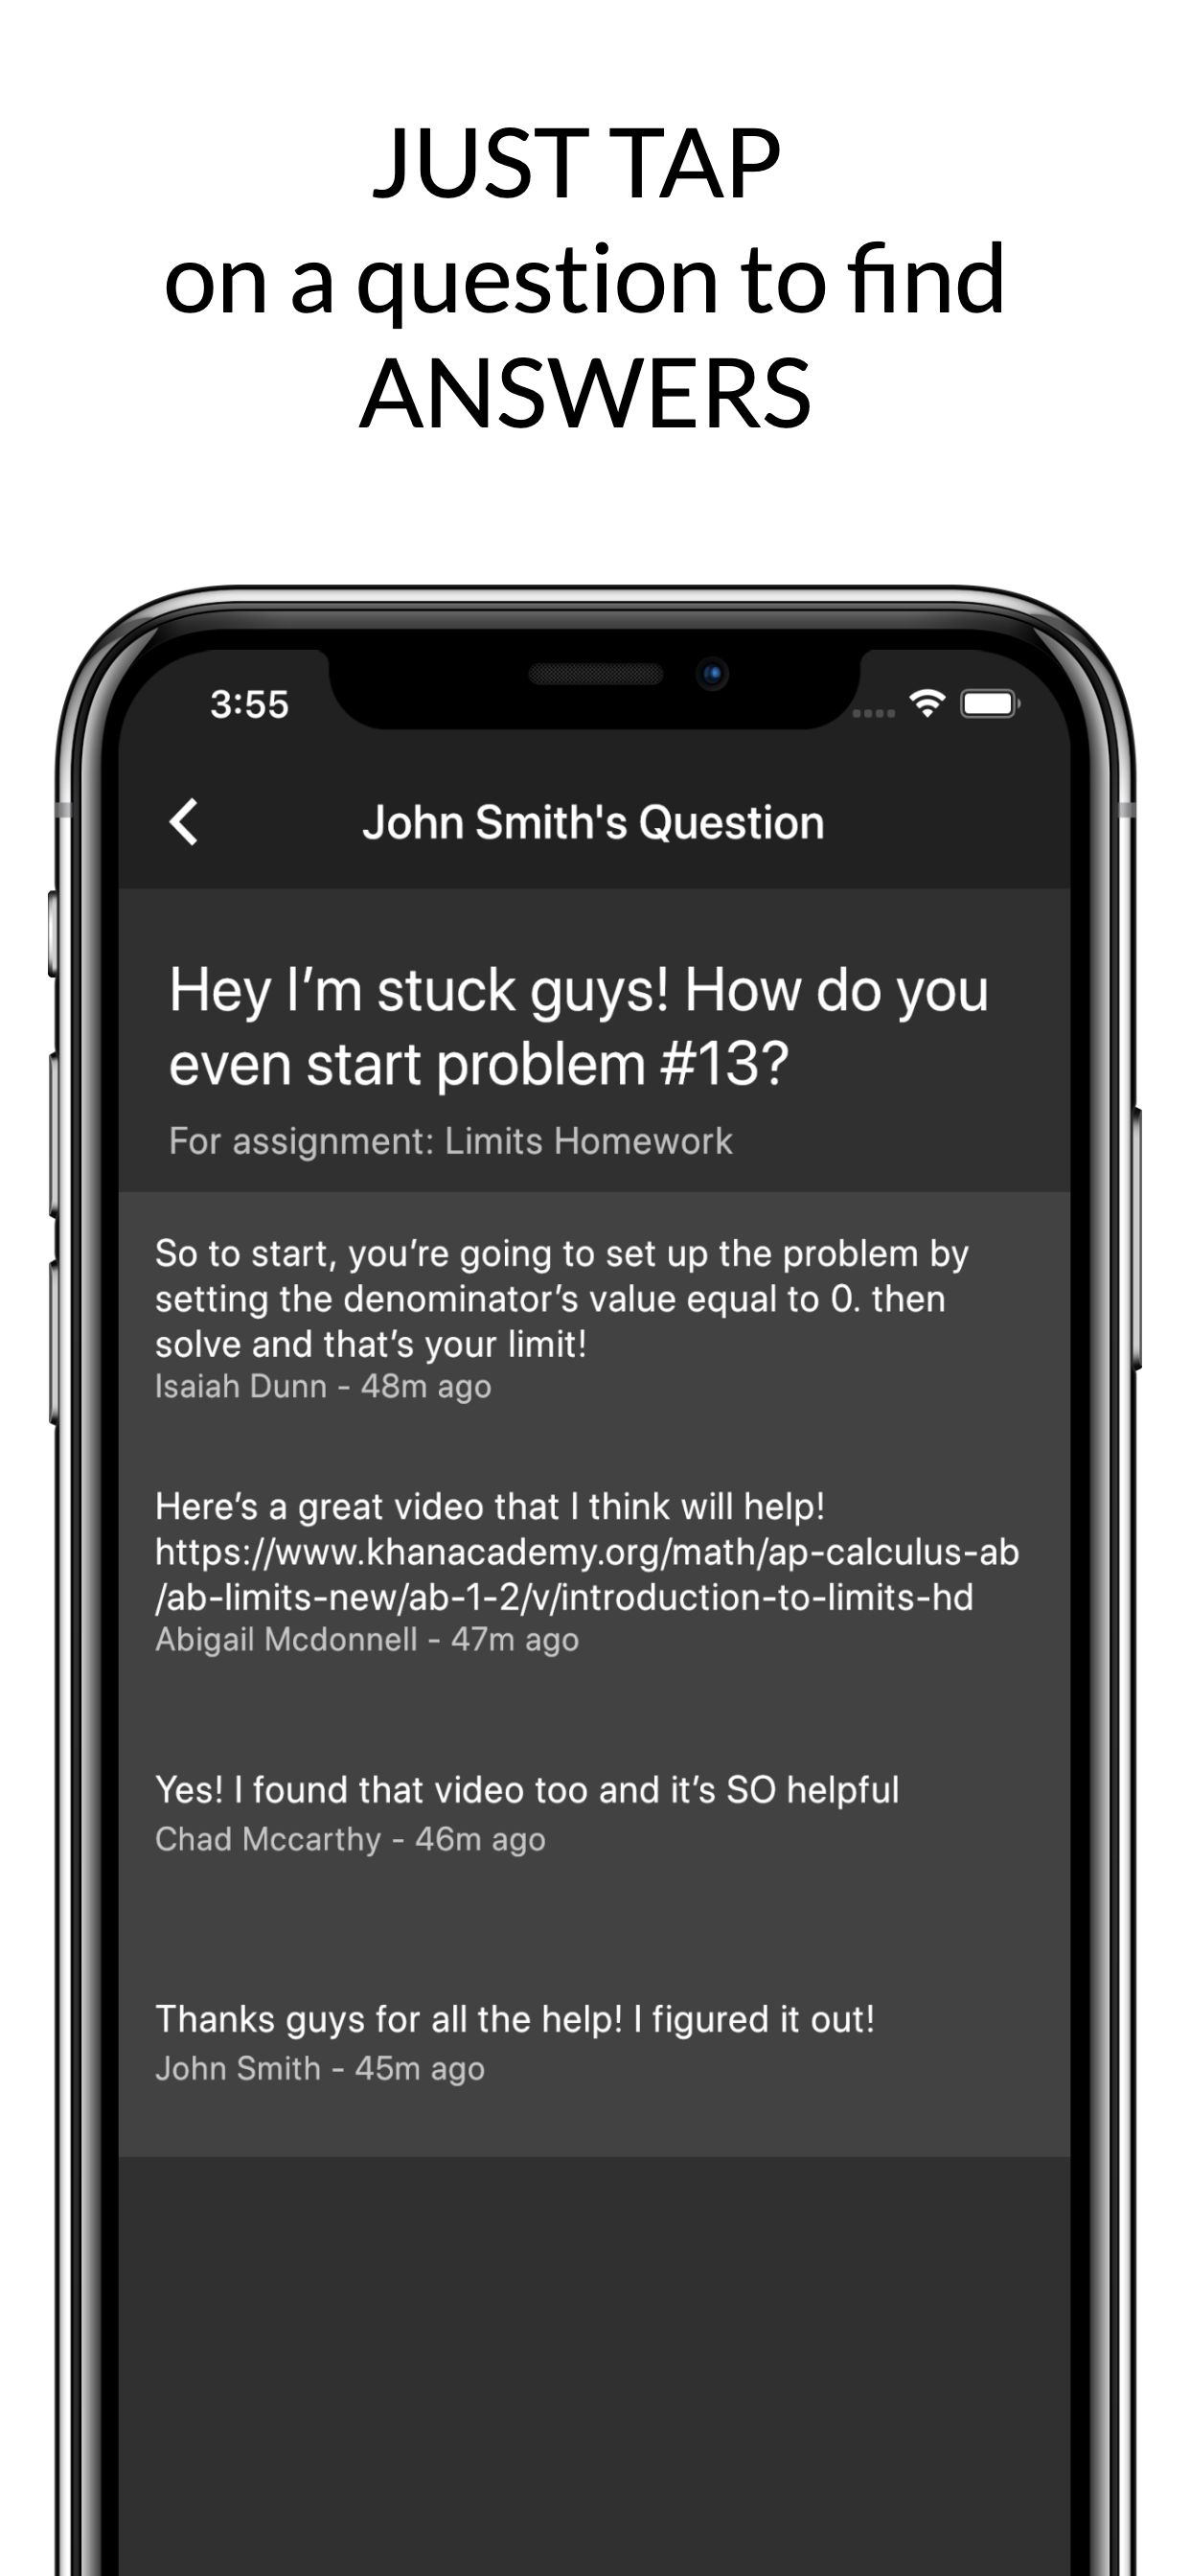 JUST TAP
on a question to find
ANSWERS
3:55
John Smith's Question
Hey I’m stuck guys! How do you
even start problem #13?
For assignment: Limits Homework
So to start, you’re going to set up the problem by
setting the denominator’s value equal to 0. then
solve and that’s your limit!
Isaiah Dunn - 48m ago
Here’s a great video that I think will help!
https://www.khanacademy.org/math/ap-calculus-ab
/ab-limits-new/ab-1-2/v/introduction-to-limits-hd
Abigail Mcdonnell - 47m ago
Yes! I found that video too and it’s SO helpful
Chad Mccarthy - 46m ago
Thanks guys for all the help! I figured it out!
John Smith - 45m ago